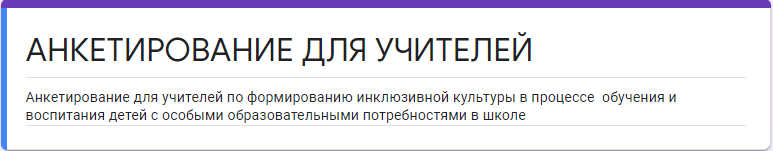 АНКЕТИРОВАНИЕ ДЛЯ УЧИТЕЛЕЙ
Анкетирование для учителей по формированию инклюзивной культуры в процессе  обучения и
воспитания детей с особыми образовательными потребностями в школе